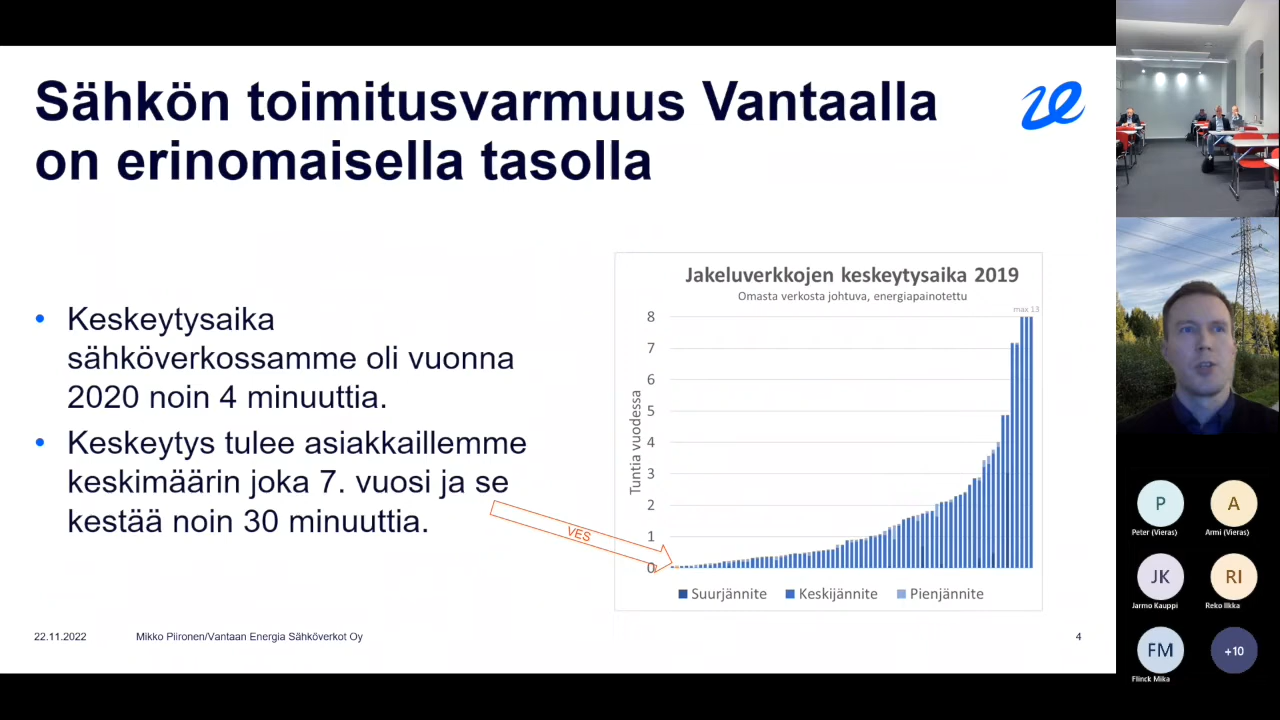 Sähkön toimitusvarmuus Vantaalla
on erinomaisella tasolla
• Keskeytysaika
sähköverkossamme oli vuonna
2020 noin 4 minuuttia.
• Keskeytys tulee asiakkaillemme
keskimäärin joka 7. vuosi ja se
kestää noin 30 minuuttia.
VES
Jakeluverkkojen keskeytysaika 2019
Omasta verkosta johtuva, energiapainotettu
max 13
Tuntia vuodessa
8
7
6
5
4
3
2
1
0
Suurjännite Keskijännite Pienjännite
22.11.2022 Mikko Piironen/Vantaan Energia Sähköverkot Oy 4
P A
Peter (Vieras) Armi (Vieras)
JK RI
Jarmo Kauppi Reko Ilkka
FM +10
Flinck Mika